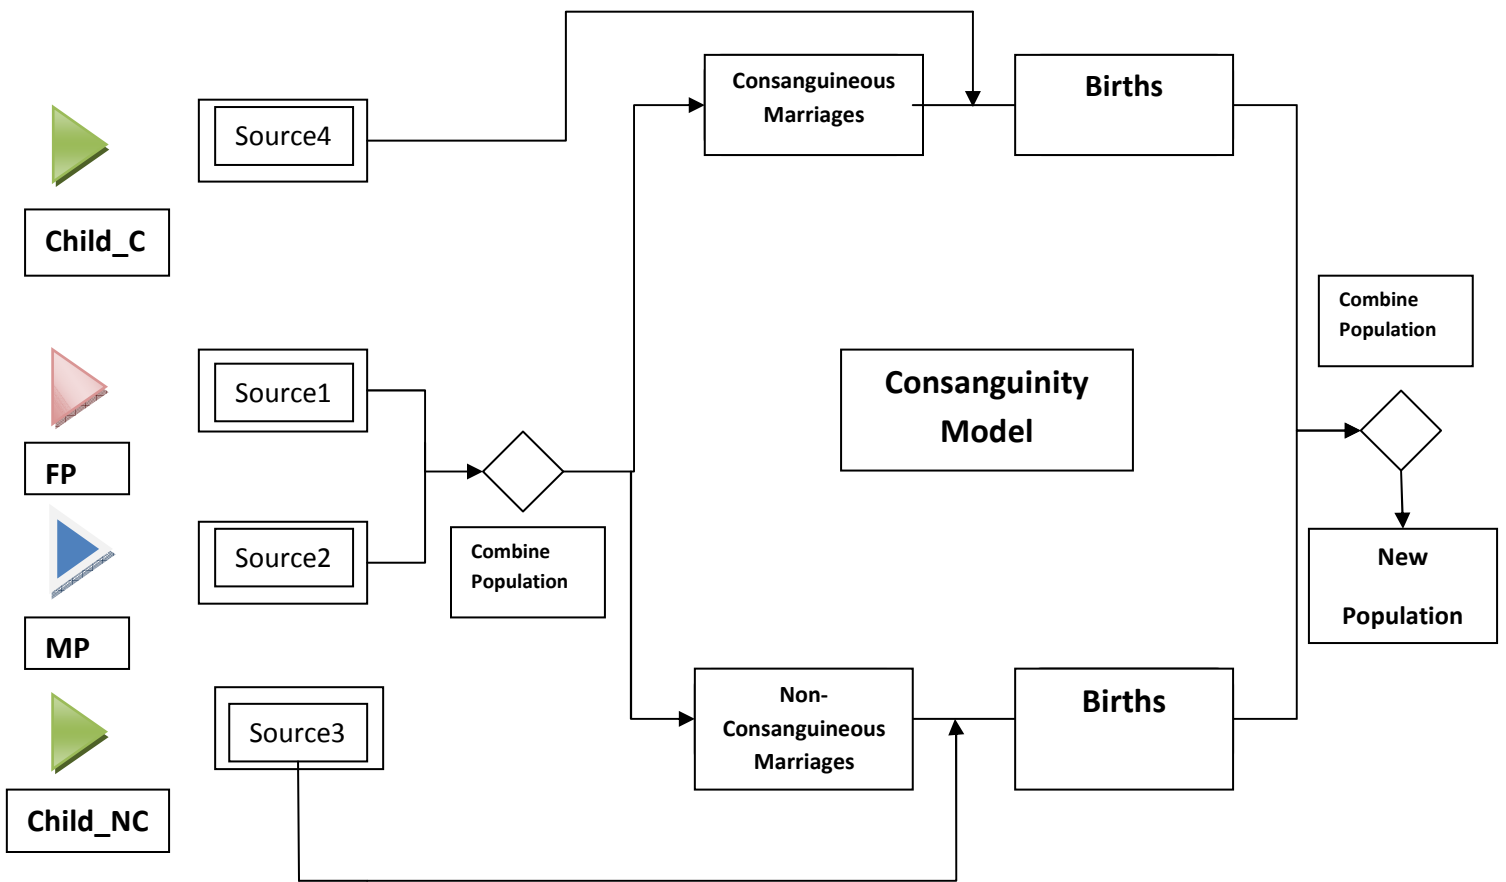 Source4
Consanguineous
Marriages
Births
Child_C
Combine
Population
Source1
Consanguinity
Model
FP
Source2
Combine
Population
New
Population
MP
Source3
Non-
Consanguineous
Marriages
Births
Child_NC